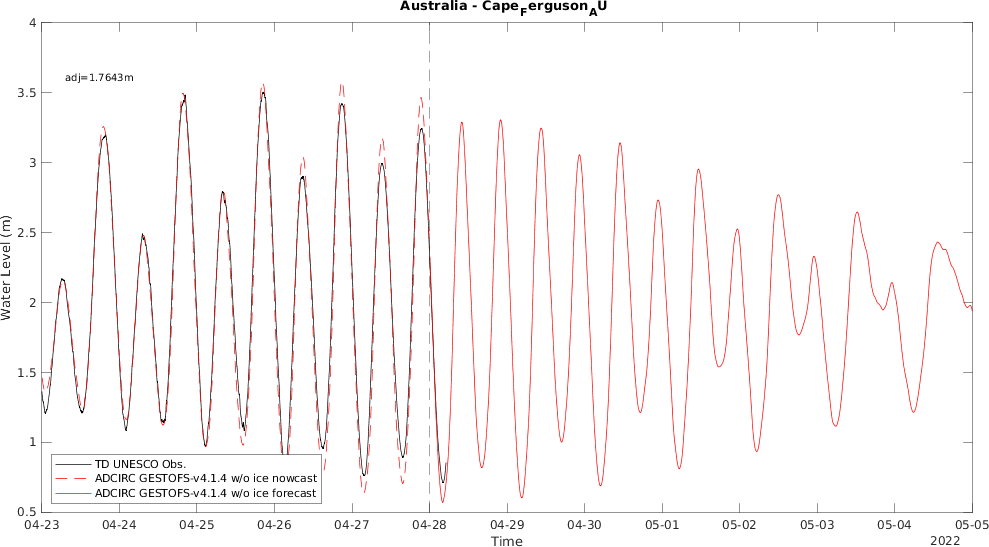 Australia - Cape_Ferguson_AU
4
adj=1.7643m
3.5
3
2.5
2
1.5
1
0.5
Water Level (m)
TD UNESCO Obs.
ADCIRC GESTOFS-v4.1.4 w/o ice nowcast
ADCIRC GESTOFS-v4.1.4 w/o ice forecast
04-23 04-24 04-25 04-26 04-27 04-28 04-29 04-30 05-01 05-02 05-03 05-04 05-05
Time
2022